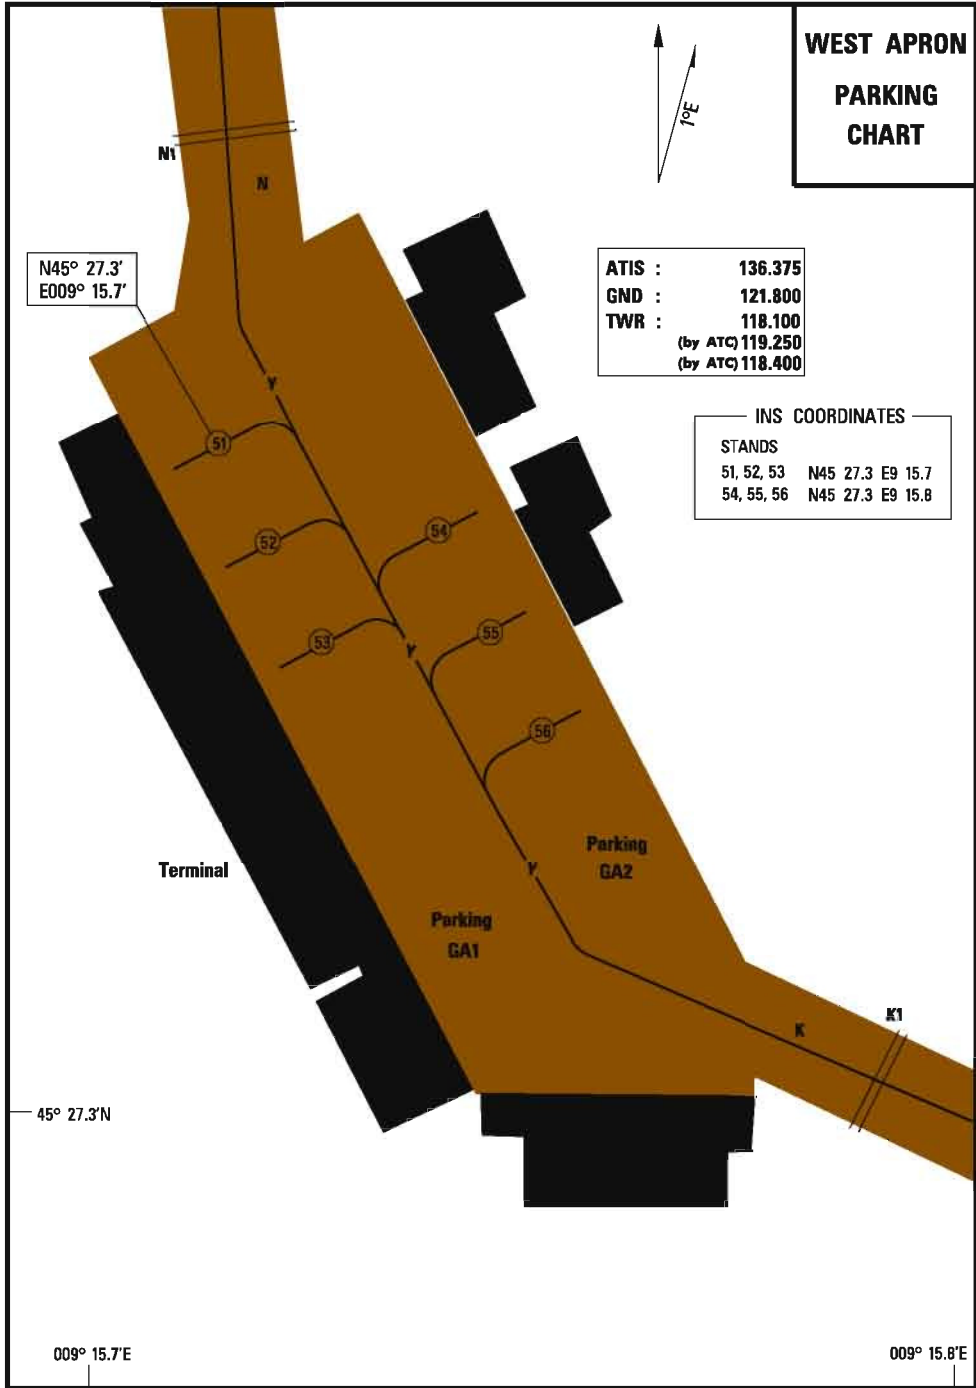 WEST APRON
PARKING
CHART
1°E
N1
N
N45° 27.3'
E009° 15.7'
ATIS : 136.375
GND : 121.800
TWR : 118.100
(by ATC) 119.250
(by ATC) 118.400
INS COORDINATES
STANDS
51, 52, 53 N45 27.3 E9 15.7
54, 55, 56 N45 27.3 E9 15.8
Y
51
52
54
53
55
Y
56
Parking
GA2
Y
Terminal
Parking
GA1
K1
K
45° 27.3'N
009° 15.7'E
009° 15.8'E